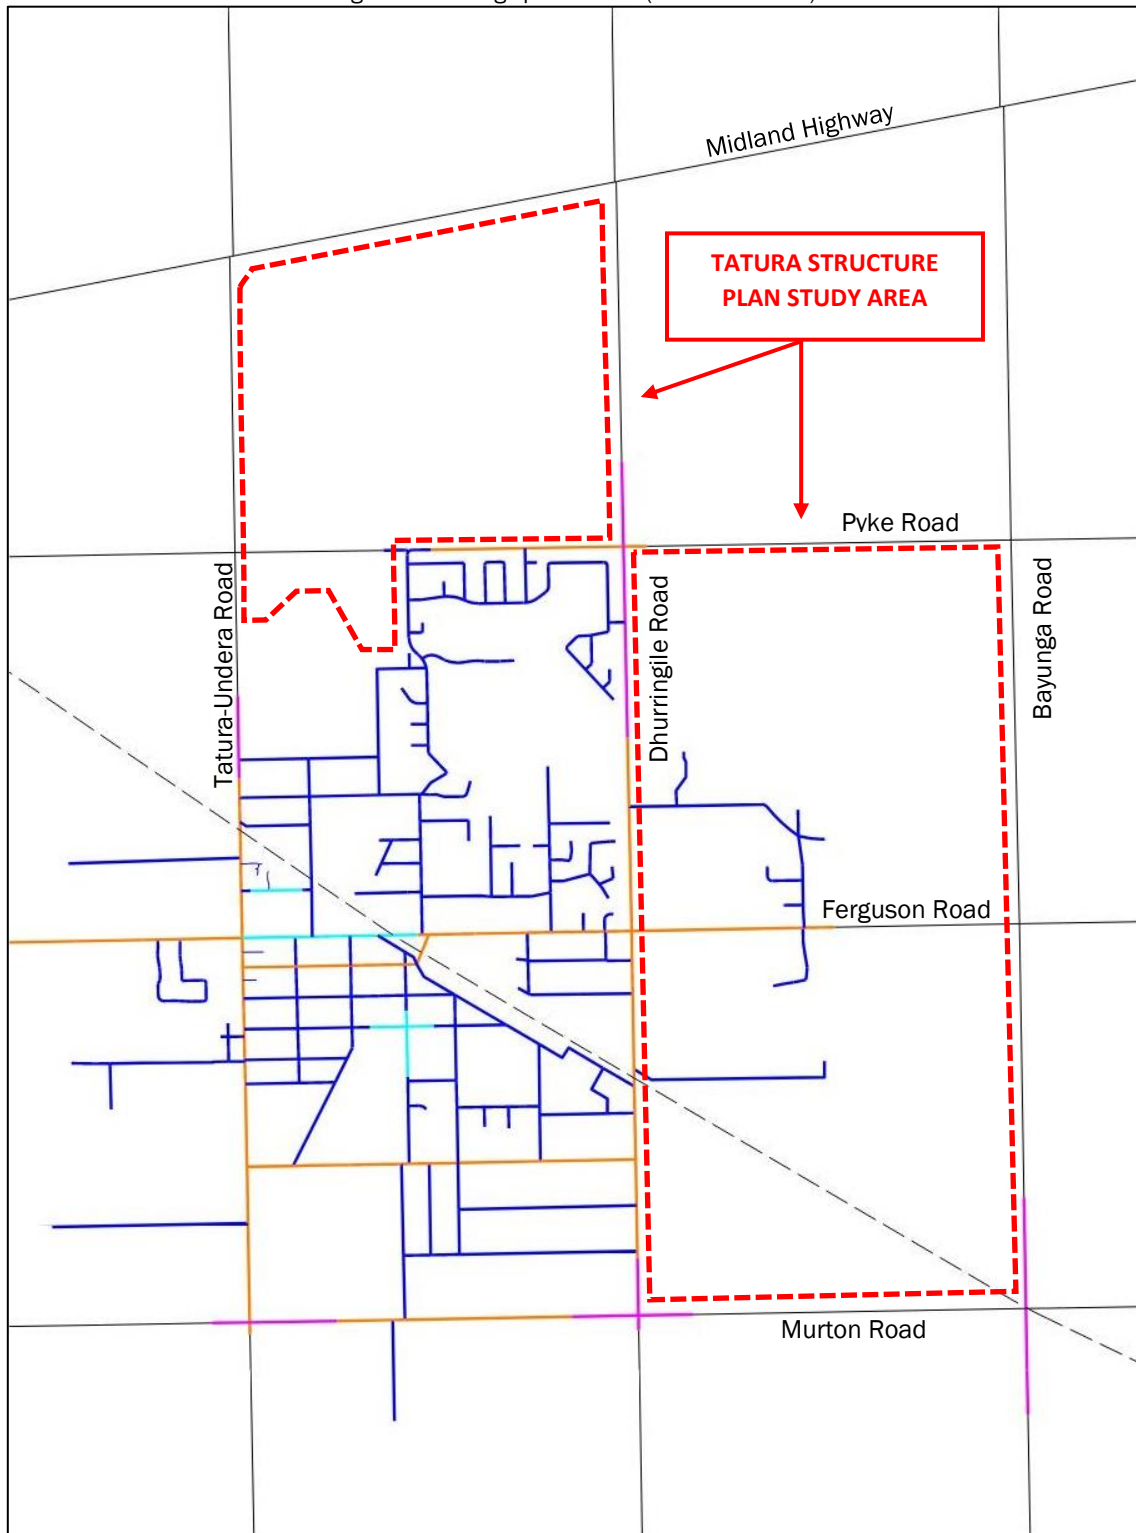 Midland Highway
TATURA STRUCTURE
PLAN STUDY AREA
Pyke Road
Tatura-Undera Road
Dhurringile Road
Bayunga Road
Ferguson Road
Murton Road